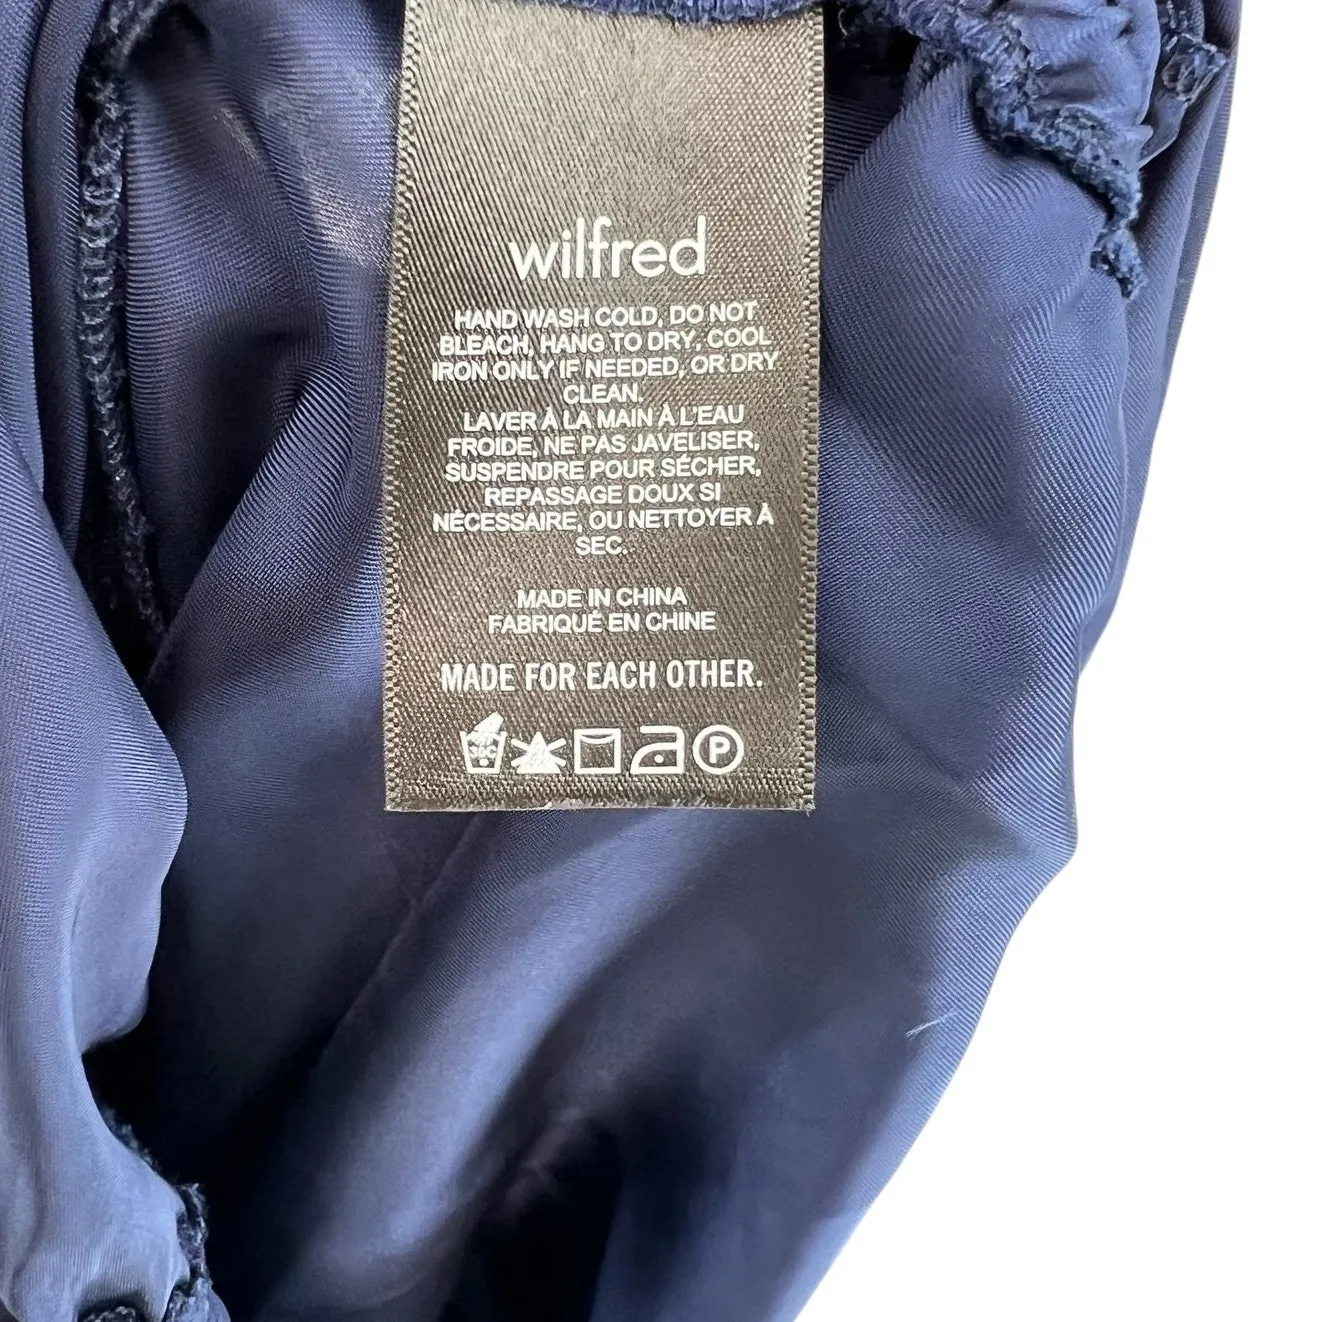 wilfred
HAND WASH COLD, DO NOT
BLEACH, HANG TO DRY, COOL
IRON ONLY IF NEEDED, OR DRY
CLEAN.
LAVER À LA MAIN À L'EAU
FROIDE, NE PAS JAVELISER,
SUSPENDRE POUR SÉCHER,
REPASSAGE DOUX SI
NÉCESSAIRE, OU NETTOYER À
SEC.
MADE IN CHINA
FABRIQUÉ EN CHINE
MADE FOR EACH OTHER.
30C P